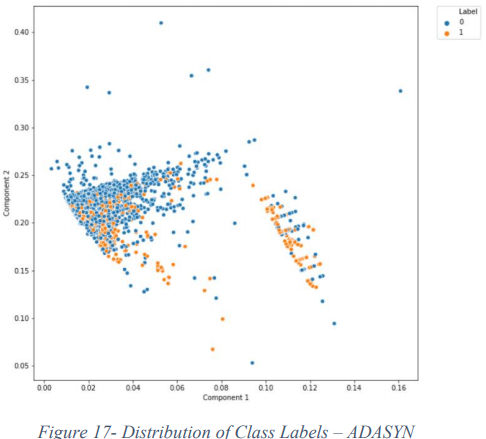 Label
0
1
0.40
0.35
0.30
0.25
0.20
0.15
0.10
0.05
Component 2
0.00 0.02 0.04 0.06 0.08 0.10 0.12 0.14 0.16
Component 1
Figure 17- Distribution of Class Labels – ADASYN